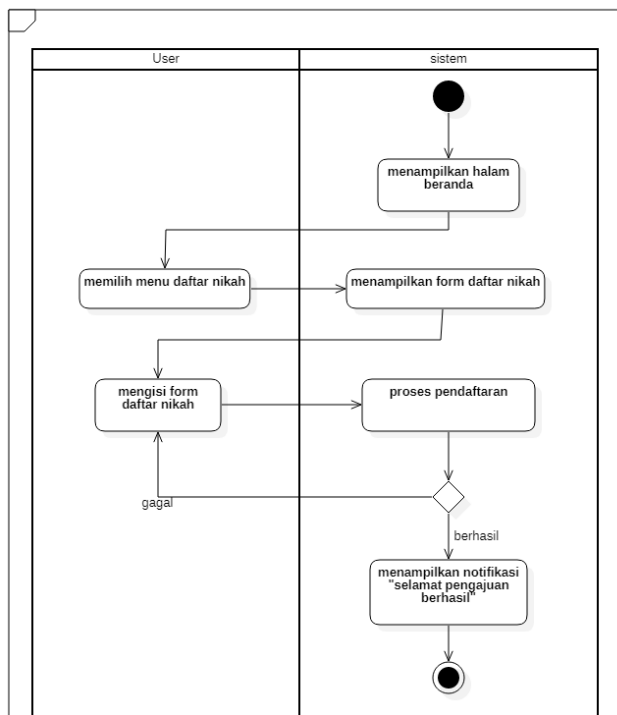 User
sistem
menampilkan halam
beranda
memilih menu daftar nikah
menampilkan form daftar nikah
mengisi form
daftar nikah
proses pendaftaran
gagal
berhasil
menampilkan notifikasi
"selamat pengajuan
berhasil"